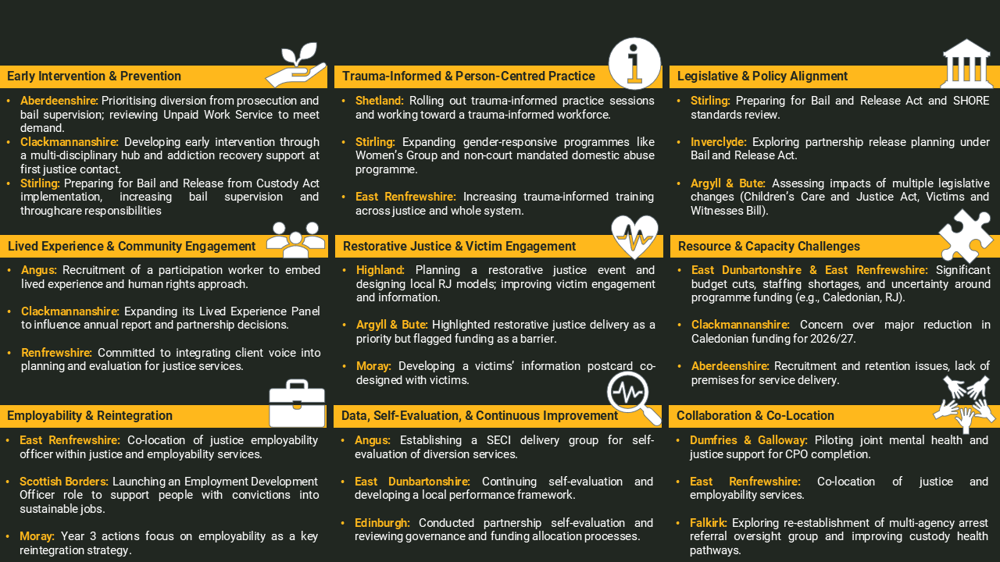 Early Intervention & Prevention
• Aberdeenshire: Prioritising diversion from prosecution and
bail supervision; reviewing Unpaid Work Service to meet
demand.
• Clackmannanshire: Developing early intervention through
a multi-disciplinary hub and addiction recovery support at
first justice contact.
• Stirling: Preparing for Bail and Release from Custody Act
implementation, increasing bail supervision and
throughcare responsibilities
Trauma-Informed & Person-Centred Practice
• Shetland: Rolling out trauma-informed practice sessions
and working toward a trauma-informed workforce.
• Stirling: Expanding gender-responsive programmes like
Women’s Group and non-court mandated domestic abuse
programme.
• East Renfrewshire: Increasing trauma-informed training
across justice and whole system.
Legislative & Policy Alignment
• Stirling: Preparing for Bail and Release Act and SHORE
standards review.
• Inverclyde: Exploring partnership release planning under
Bail and Release Act.
• Argyll & Bute: Assessing impacts of multiple legislative
changes (Children’s Care and Justice Act, Victims and
Witnesses Bill).
Lived Experience & Community Engagement
• Angus: Recruitment of a participation worker to embed
lived experience and human rights approach.
• Clackmannanshire: Expanding its Lived Experience Panel
to influence annual report and partnership decisions.
• Renfrewshire: Committed to integrating client voice into
planning and evaluation for justice services.
Restorative Justice & Victim Engagement
• Highland: Planning a restorative justice event and
designing local RJ models; improving victim engagement
and information.
• Argyll & Bute: Highlighted restorative justice delivery as a
priority but flagged funding as a barrier.
• Moray: Developing a victims’ information postcard co-
designed with victims.
Resource & Capacity Challenges
• East Dunbartonshire & East Renfrewshire: Significant
budget cuts, staffing shortages, and uncertainty around
programme funding (e.g., Caledonian, RJ).
• Clackmannanshire: Concern over major reduction in
Caledonian funding for 2026/27.
• Aberdeenshire: Recruitment and retention issues, lack of
premises for service delivery.
Employability & Reintegration
• East Renfrewshire: Co-location of justice employability
officer within justice and employability services.
• Scottish Borders: Launching an Employment Development
Officer role to support people with convictions into
sustainable jobs.
• Moray: Year 3 actions focus on employability as a key
reintegration strategy.
Data, Self-Evaluation, & Continuous Improvement
• Angus: Establishing a SECI delivery group for self-
evaluation of diversion services.
• East Dunbartonshire: Continuing self-evaluation and
developing a local performance framework.
• Edinburgh: Conducted partnership self-evaluation and
reviewing governance and funding allocation processes.
Collaboration & Co-Location
• Dumfries & Galloway: Piloting joint mental health and
justice support for CPO completion.
• East Renfrewshire: Co-location of justice and
employability services.
• Falkirk: Exploring re-establishment of multi-agency arrest
referral oversight group and improving custody health
pathways.